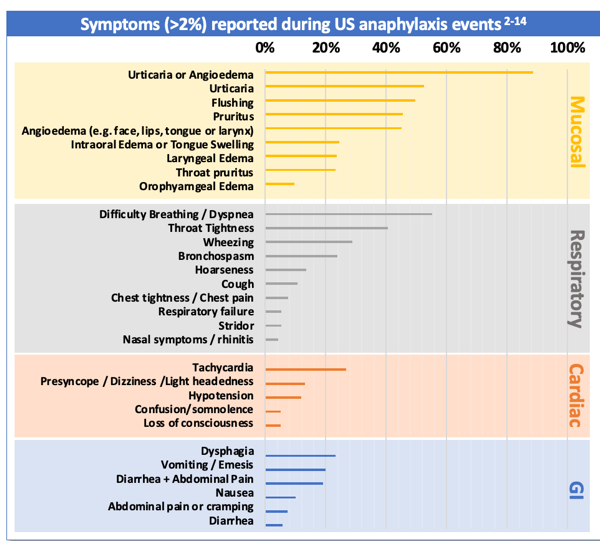 Symptoms (>2%) reported during US anaphylaxis events 2-14
0% 20% 40% 60% 80% 100%
Urticaria or Angioedema
Urticaria
Flushing
Pruritus
Angioedema (e.g. face, lips, tongue or larynx)
Intraoral Edema or Tongue Swelling
Laryngeal Edema
Throat pruritus
Orophyarngeal Edema
Mucosal
Difficulty Breathing / Dyspnea
Throat Tightness
Wheezing
Bronchospasm
Hoarseness
Cough
Chest tightness / Chest pain
Respiratory failure
Stridor
Nasal symptoms / rhinitis
Respiratory
Tachycardia
Presyncope / Dizziness /Light headedness
Hypotension
Confusion/somnolence
Loss of consciousness
Cardiac
Dysphagia
Vomiting / Emesis
Diarrhea + Abdominal Pain
Nausea
Abdominal pain or cramping
Diarrhea
GI